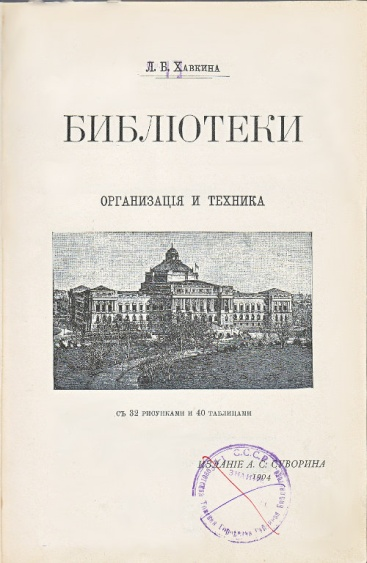 Л. Б. Хавкина
БИБЛІОТЕКИ
ОРГАНИЗАЦІЯ И ТЕХНИКА
СЪ 32 РИСУНКАМИ И 40 ТАБЛИЦАМИ
ИЗДАНІЕ А. С. СУВОРИНА
1904
С.С.С.Р.